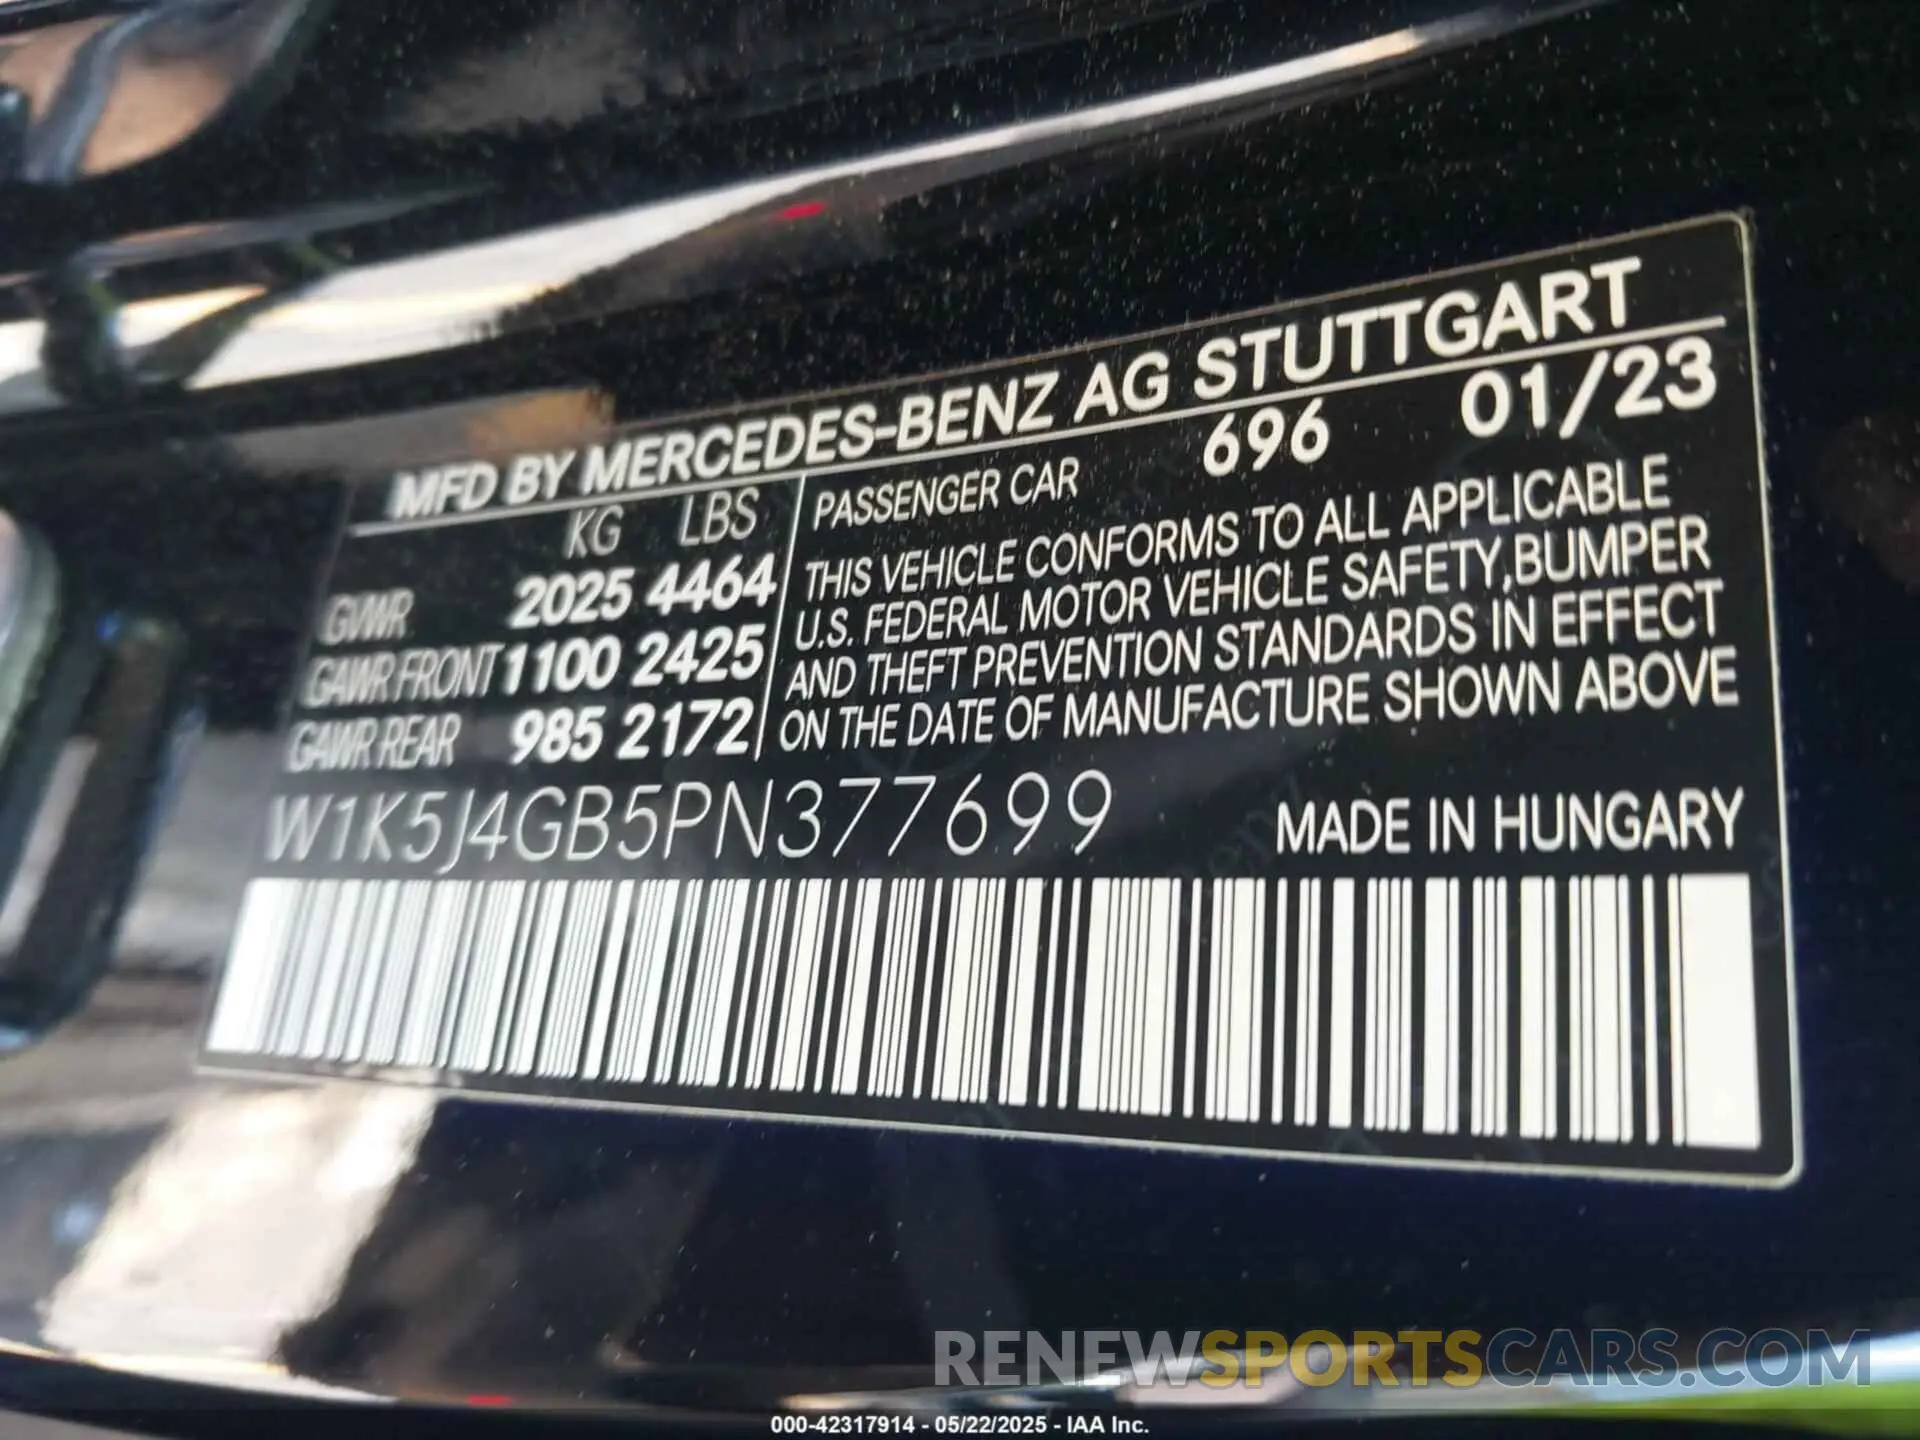 MFD BY MERCEDES-BENZ AG STUTTGART
KG LBS
GVWR 2025 4464
GAWR FRONT 1100 2425
GAWR REAR 985 2172
PASSENGER CAR 696 01/23
THIS VEHICLE CONFORMS TO ALL APPLICABLE
U.S. FEDERAL MOTOR VEHICLE SAFETY,BUMPER
AND THEFT PREVENTION STANDARDS IN EFFECT
ON THE DATE OF MANUFACTURE SHOWN ABOVE
W1K5J4GB5PN377699 MADE IN HUNGARY
RENEWSPORTSCARS.COM
000-42317914 - 05/22/2025 - IAA Inc.